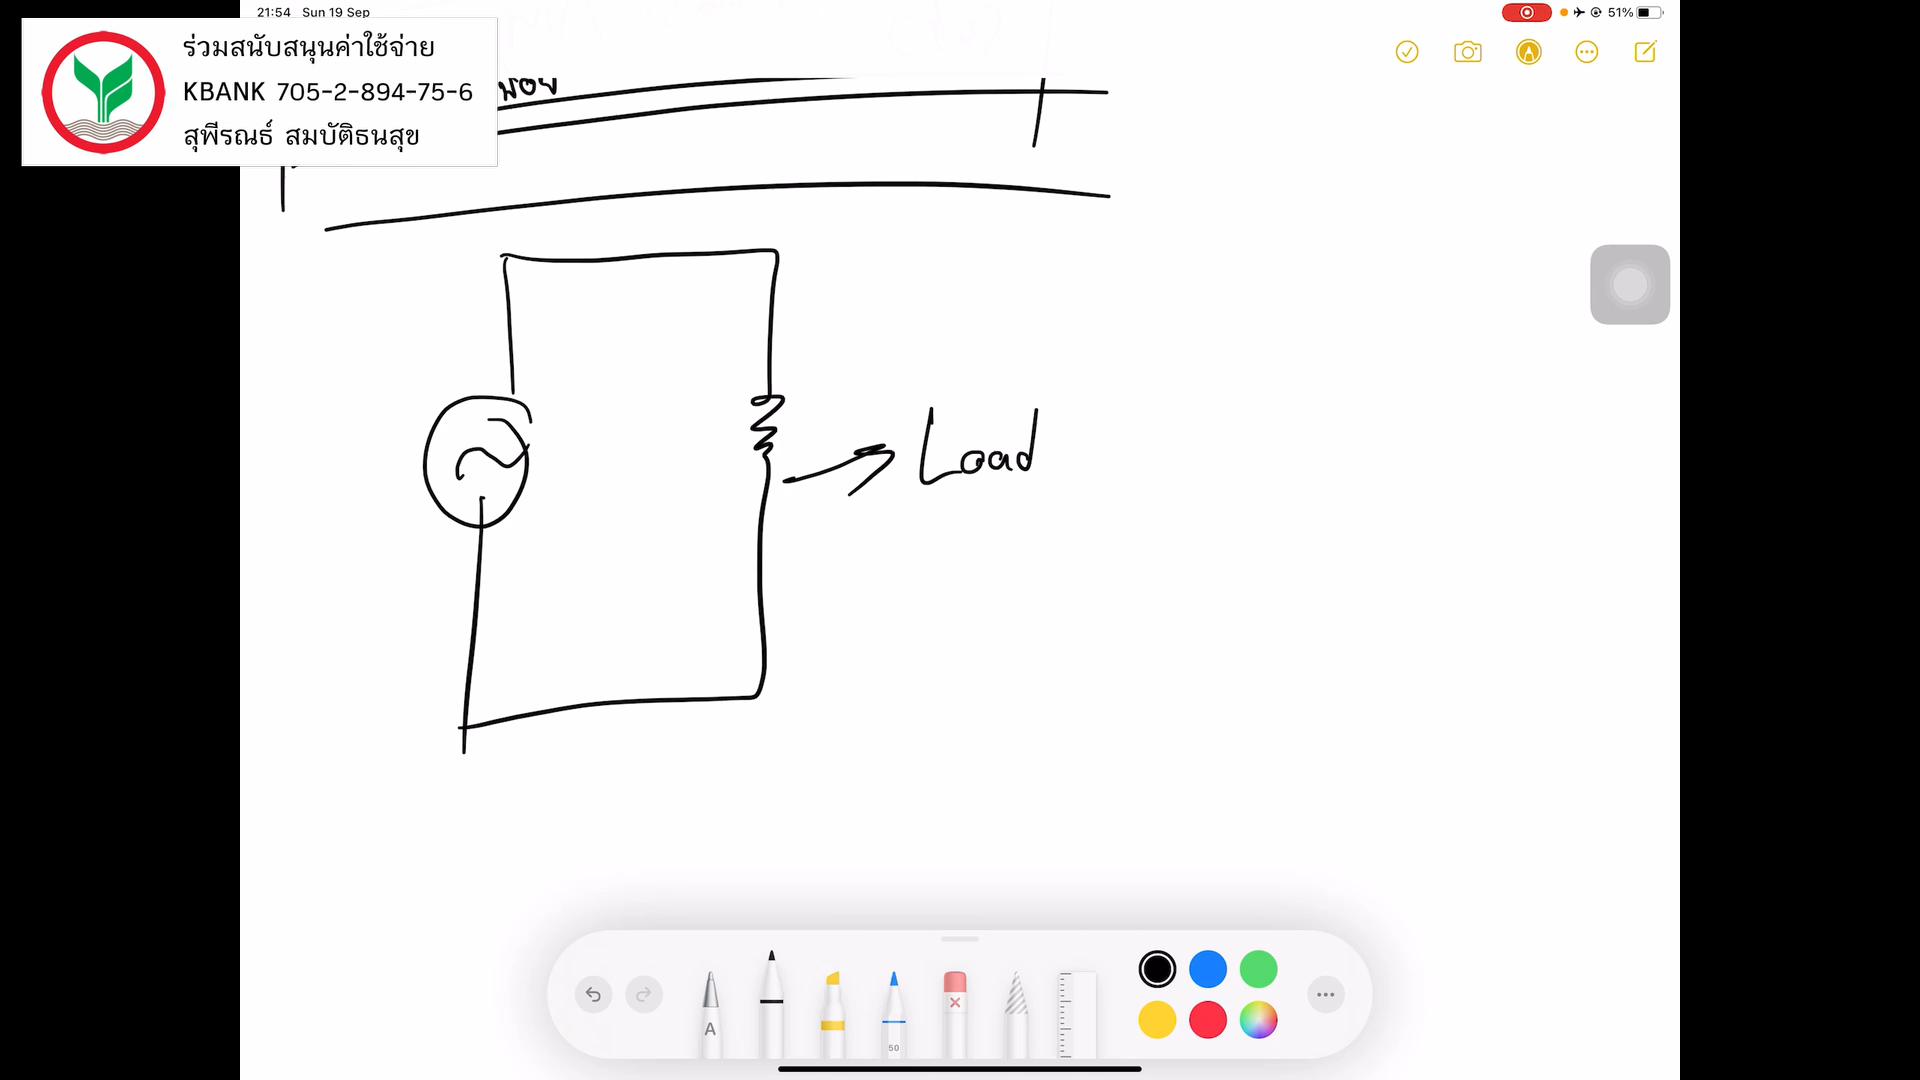 21:54 Sun 19 Sep
51%
ร่วมสนับสนุนค่าใช้จ่าย
KBANK 705-2-894-75-6
สุพีรณธ์ สมบัติธนสุข
Load
A
50